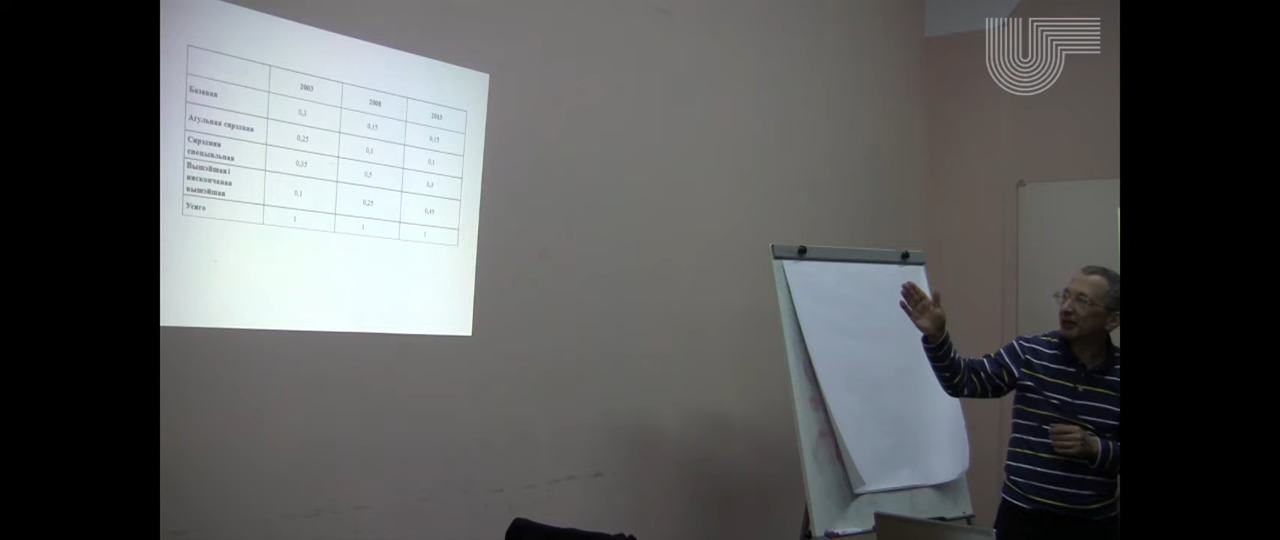 2003 2008 2013
Базавая 0,3 0,15 0,15
Агульная сярэдняя 0,25 0,1 0,1
Сярэдняя
спецыяльная 0,35 0,5 0,3
Вышэйшая і
няскончаная
вышэйшая 0,1 0,25 0,45
Усяго 1 1 1